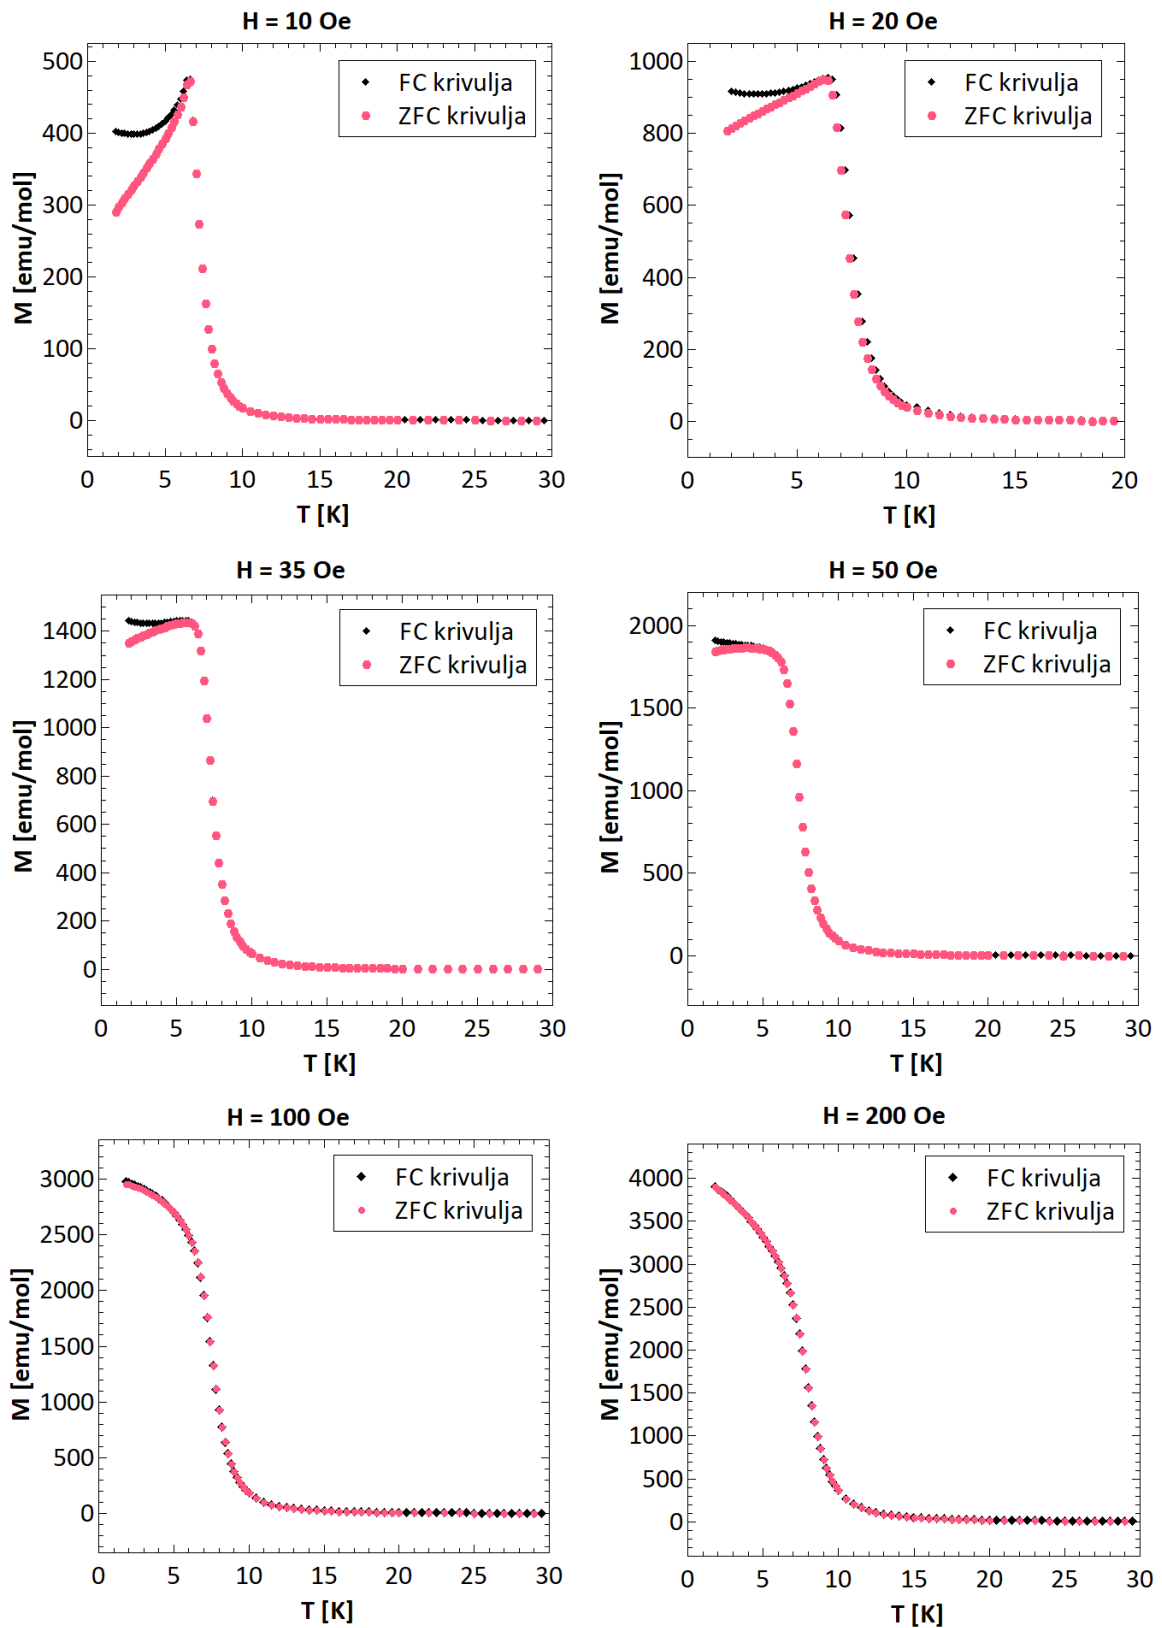 H = 10 Oe
500
400
300
200
100
0
M [emu/mol]
FC krivulja
ZFC krivulja
0 5 10 15 20 25 30
T [K]
H = 20 Oe
1000
800
600
400
200
0
M [emu/mol]
FC krivulja
ZFC krivulja
0 5 10 15 20
T [K]
H = 35 Oe
1400
1200
1000
800
600
400
200
0
M [emu/mol]
FC krivulja
ZFC krivulja
0 5 10 15 20 25 30
T [K]
H = 50 Oe
2000
1500
1000
500
0
M [emu/mol]
FC krivulja
ZFC krivulja
0 5 10 15 20 25 30
T [K]
H = 100 Oe
3000
2500
2000
1500
1000
500
0
M [emu/mol]
FC krivulja
ZFC krivulja
0 5 10 15 20 25 30
T [K]
H = 200 Oe
4000
3500
3000
2500
2000
1500
1000
500
0
M [emu/mol]
FC krivulja
ZFC krivulja
0 5 10 15 20 25 30
T [K]